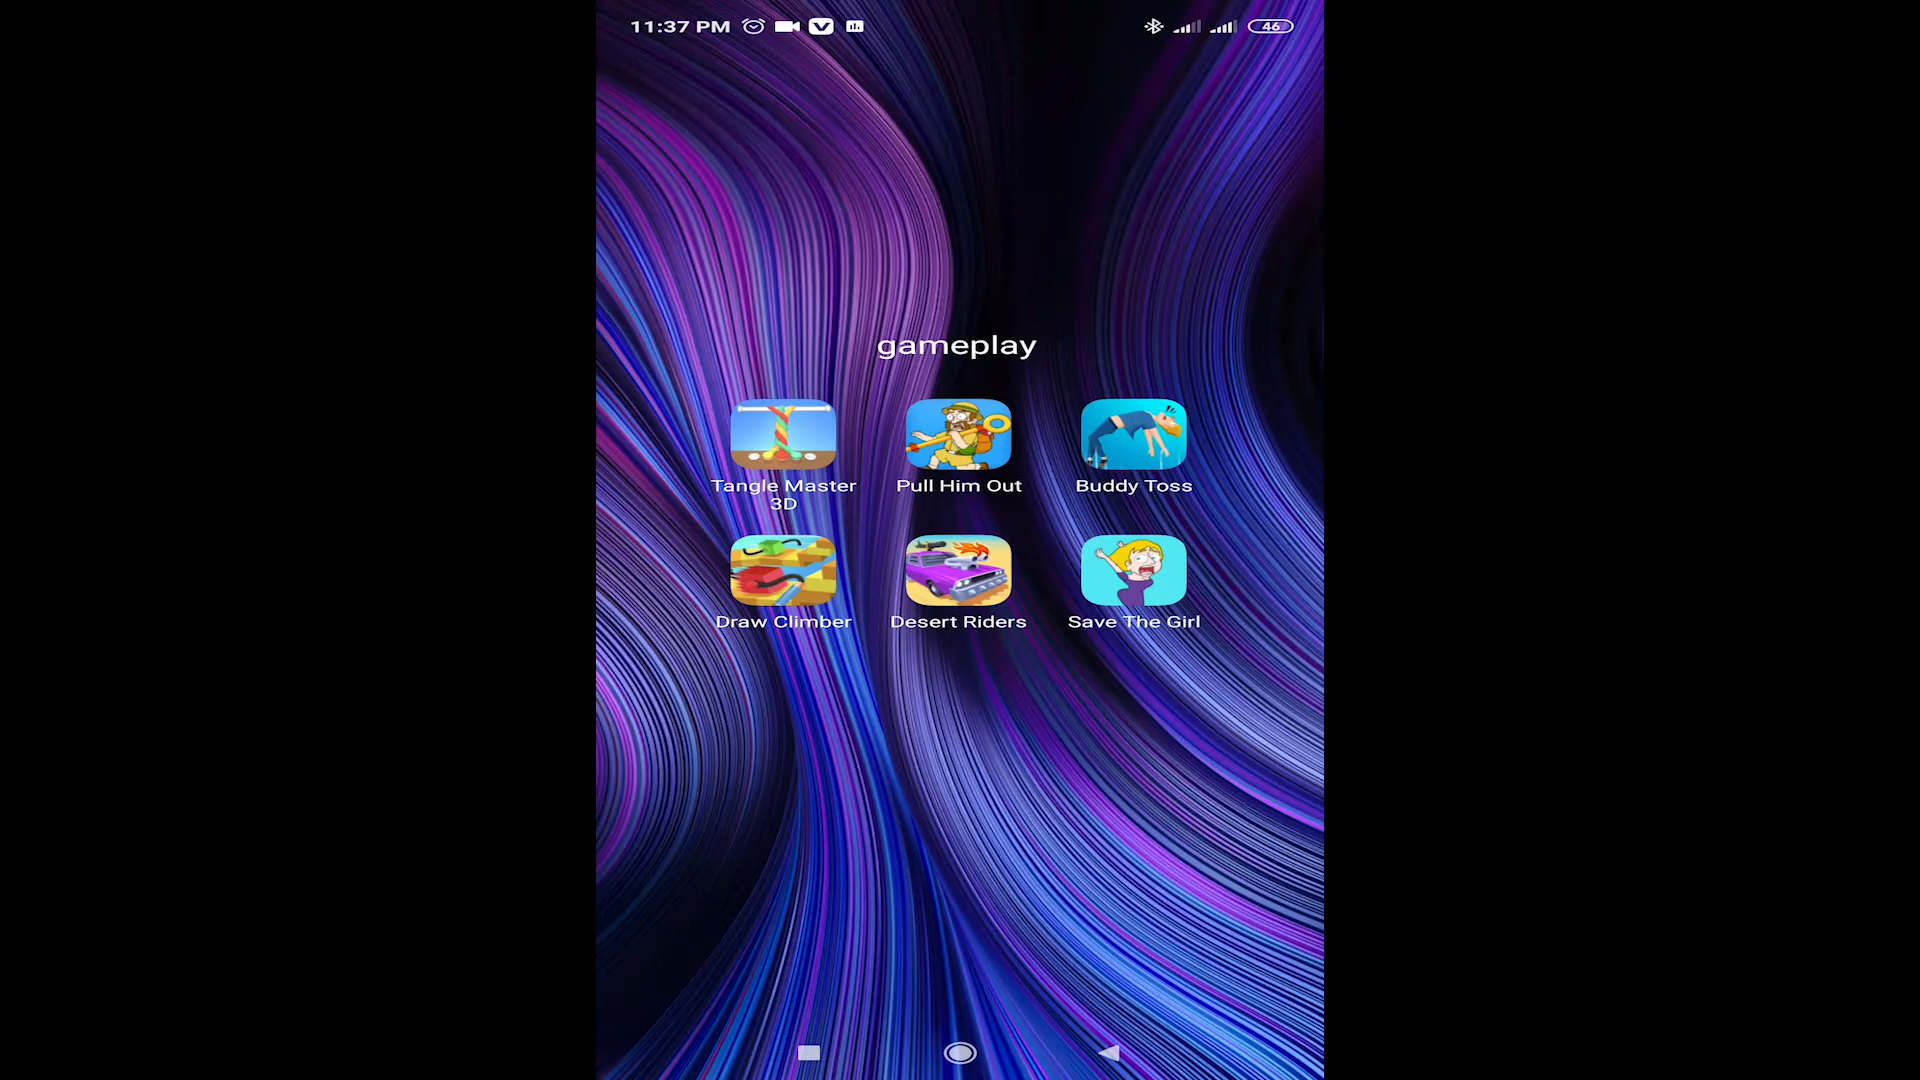 11:37 PM 46
gameplay
Tangle Master Pull Him Out Buddy Toss
3D
Draw Climber Desert Riders Save The Girl